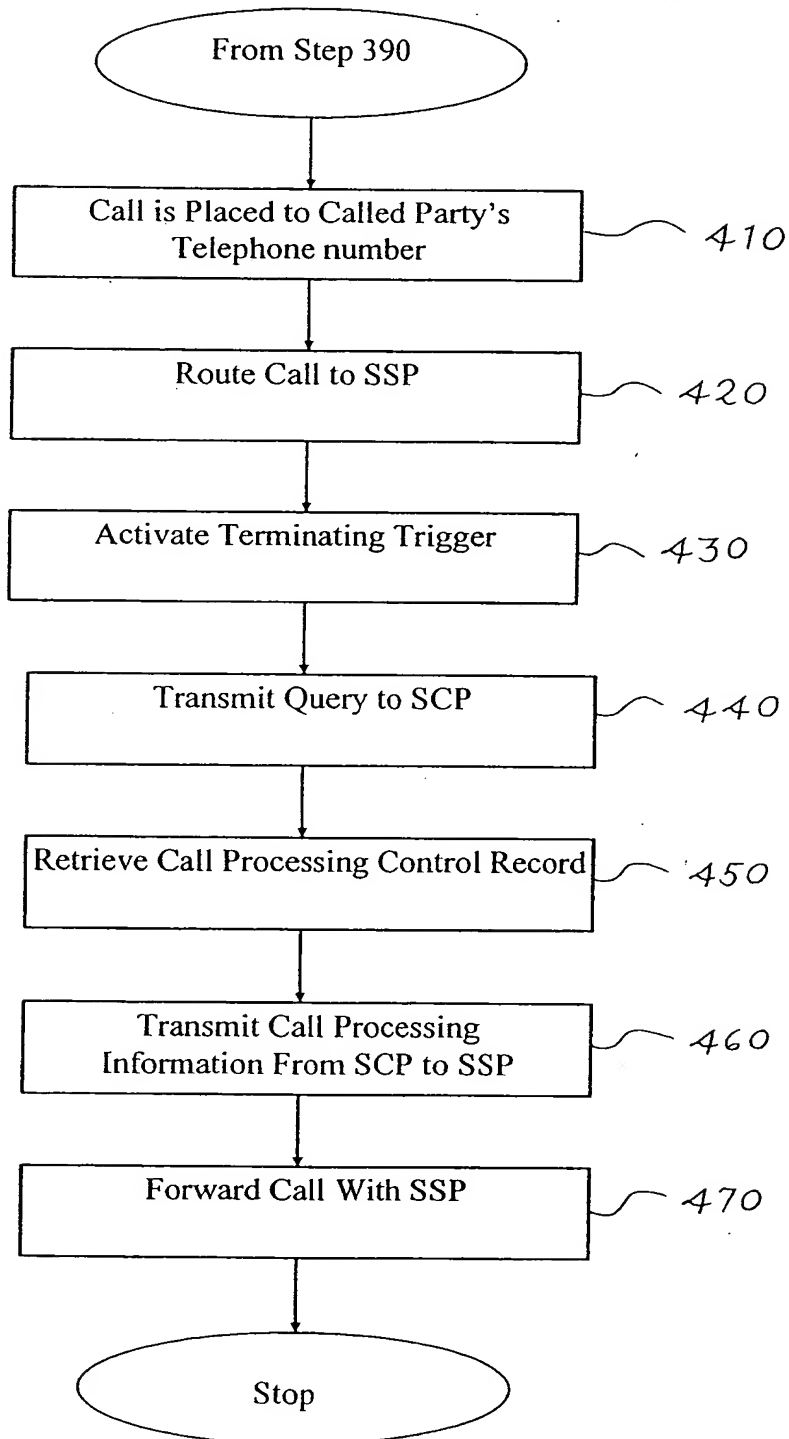 From Step 390
Call is Placed to Called Party's
Telephone number
410
Route Call to SSP
420
Activate Terminating Trigger
430
Transmit Query to SCP
440
Retrieve Call Processing Control Record
450
Transmit Call Processing
Information From SCP to SSP
460
Forward Call With SSP
470
Stop